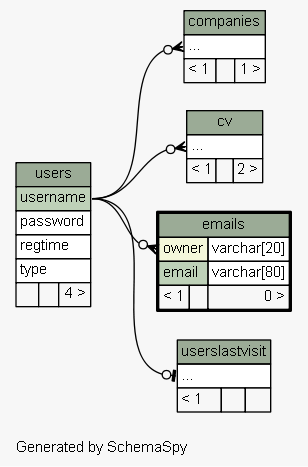 companies
...
< 1 1 >
cv
...
< 1 2 >
users
username
password
regtime
type
4 >
emails
owner varchar[20]
email varchar[80]
< 1 0 >
userslastvisit
...
< 1
Generated by SchemaSpy